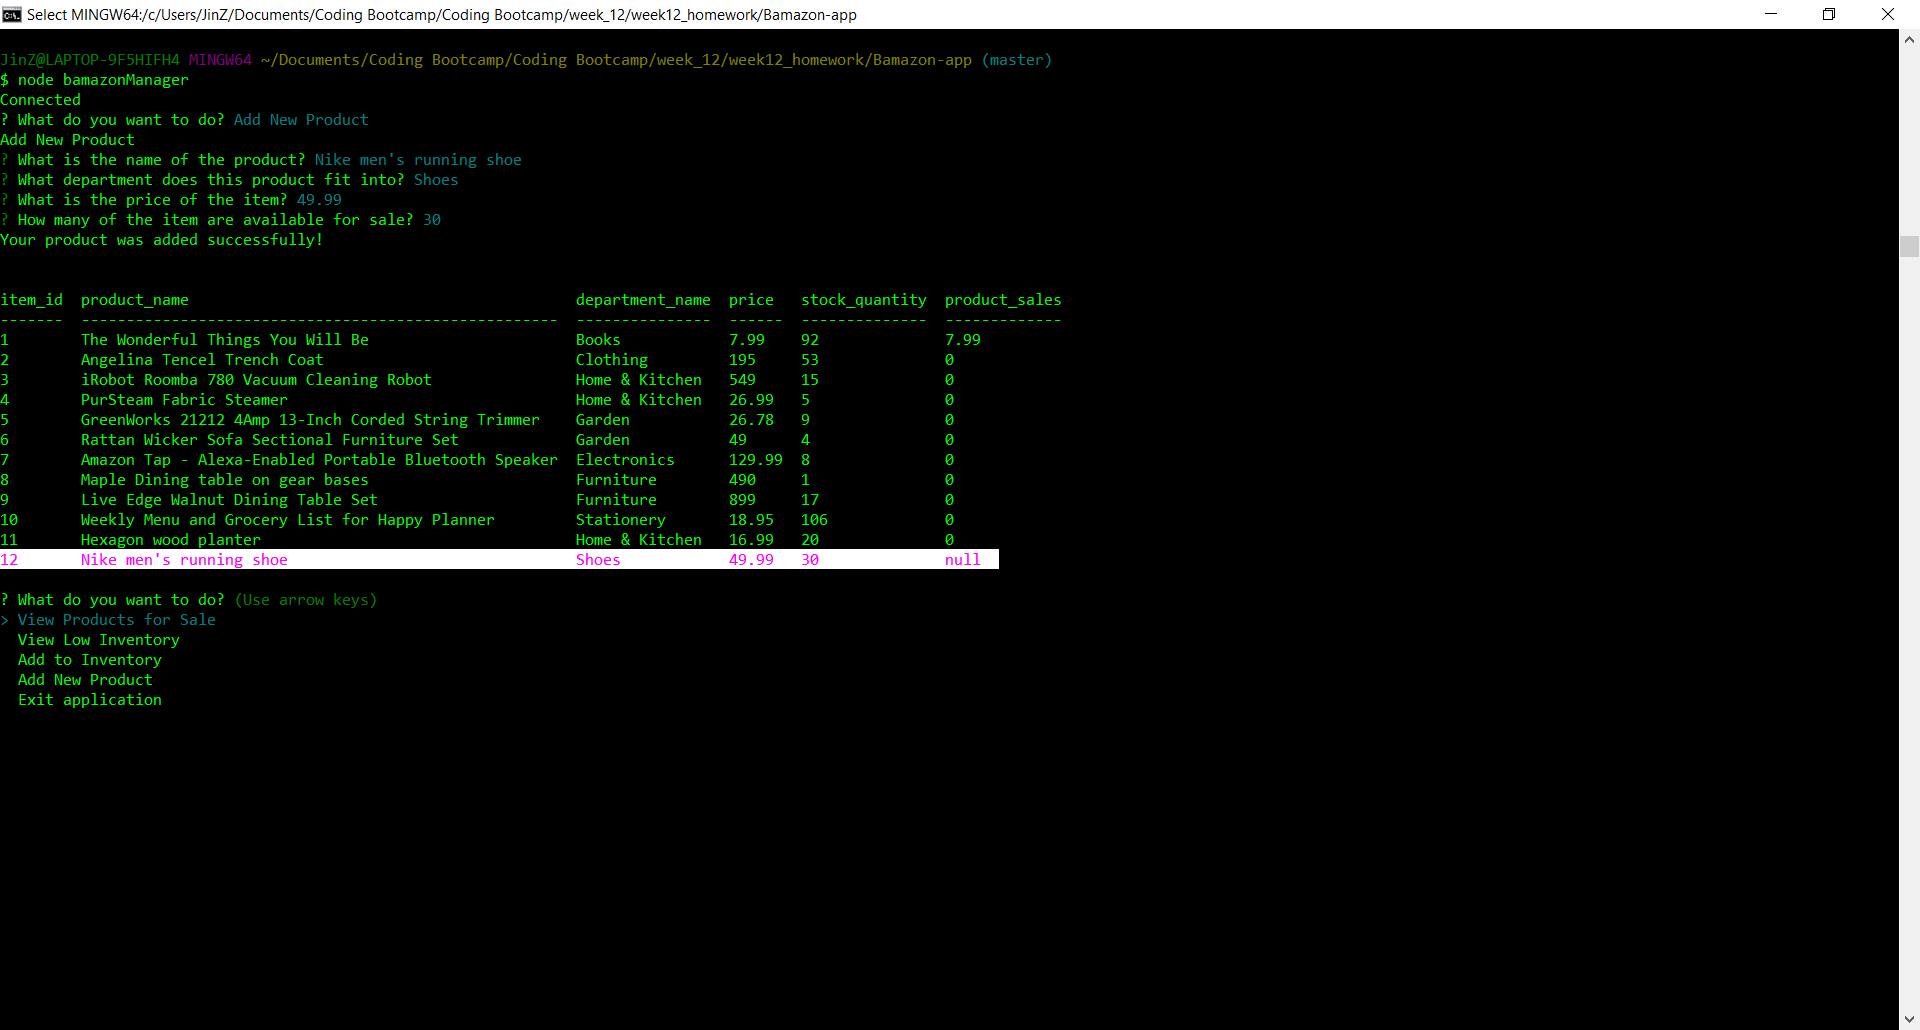 Select MINGW64:/c/Users/JinZ/Documents/Coding Bootcamp/Coding Bootcamp/week_12/week12_homework/Bamazon-app
JinZ@LAPTOP-9F5HIFH4 MINGW64 ~/Documents/Coding Bootcamp/Coding Bootcamp/week_12/week12_homework/Bamazon-app (master)
$ node bamazonManager
Connected
? What do you want to do? Add New Product
Add New Product
? What is the name of the product? Nike men's running shoe
? What department does this product fit into? Shoes
? What is the price of the item? 49.99
? How many of the item are available for sale? 30
Your product was added successfully!
item_id  product_name                                           department_name  price   stock_quantity  product_sales
-------  -----------------------------------------------------  ---------------  ------  --------------  -------------
1        The Wonderful Things You Will Be                       Books            7.99    92              7.99
2        Angelina Tencel Trench Coat                            Clothing         195     53              0
3        iRobot Roomba 780 Vacuum Cleaning Robot                Home & Kitchen   549     15              0
4        PurSteam Fabric Steamer                                Home & Kitchen   26.99   5               0
5        GreenWorks 21212 4Amp 13-Inch Corded String Trimmer    Garden           26.78   9               0
6        Rattan Wicker Sofa Sectional Furniture Set             Garden           49      4               0
7        Amazon Tap - Alexa-Enabled Portable Bluetooth Speaker  Electronics      129.99  8               0
8        Maple Dining table on gear bases                       Furniture        490     1               0
9        Live Edge Walnut Dining Table Set                      Furniture        899     17              0
10       Weekly Menu and Grocery List for Happy Planner         Stationery       18.95   106             0
11       Hexagon wood planter                                   Home & Kitchen   16.99   20              0
12       Nike men's running shoe                                Shoes            49.99   30              null
? What do you want to do? (Use arrow keys)
> View Products for Sale
  View Low Inventory
  Add to Inventory
  Add New Product
  Exit application